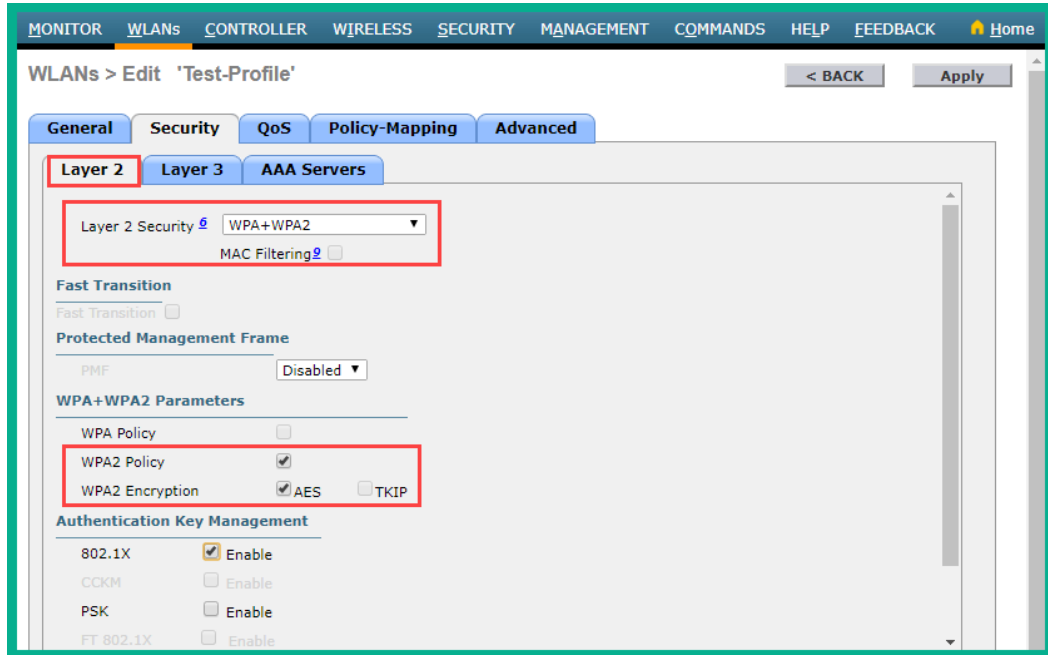 MONITOR WLANs CONTROLLER WIRELESS SECURITY MANAGEMENT COMMANDS HELP FEEDBACK Home
WLANs > Edit 'Test-Profile' < BACK Apply
General Security QoS Policy-Mapping Advanced
Layer 2 Layer 3 AAA Servers
Layer 2 Security 6 WPA+WPA2
MAC Filtering 9
Fast Transition
Fast Transition
Protected Management Frame
PMF Disabled
WPA+WPA2 Parameters
WPA Policy
WPA2 Policy
WPA2 Encryption AES TKIP
Authentication Key Management
802.1X Enable
CCKM Enable
PSK Enable
FT 802.1X Enable